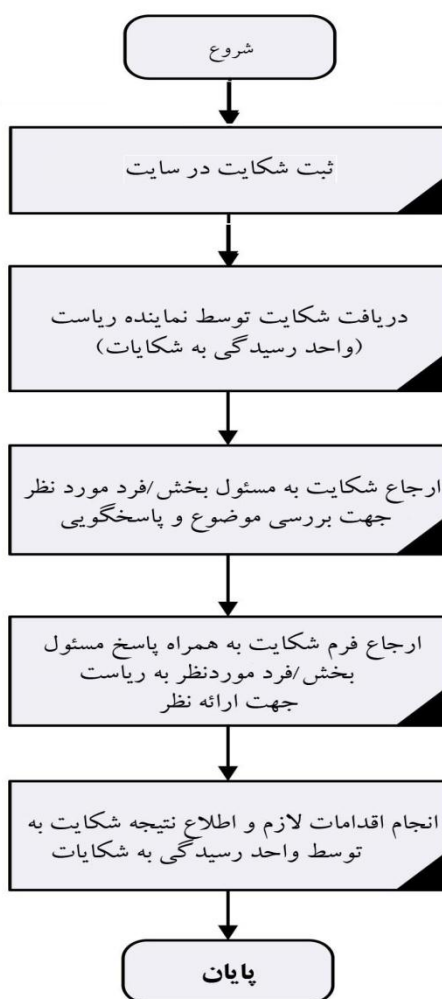 شروع
ثبت شکایت در سایت
دریافت شکایت توسط نماینده ریاست
(واحد رسیدگی به شکایات)
ارجاع شکایت به مسئول بخش/فرد مورد نظر
جهت بررسی موضوع و پاسخگویی
ارجاع فرم شکایت به همراه پاسخ مسئول
بخش/فرد موردنظر به ریاست
جهت ارائه نظر
انجام اقدامات لازم و اطلاع نتیجه شکایت به
توسط واحد رسیدگی به شکایات
پایان